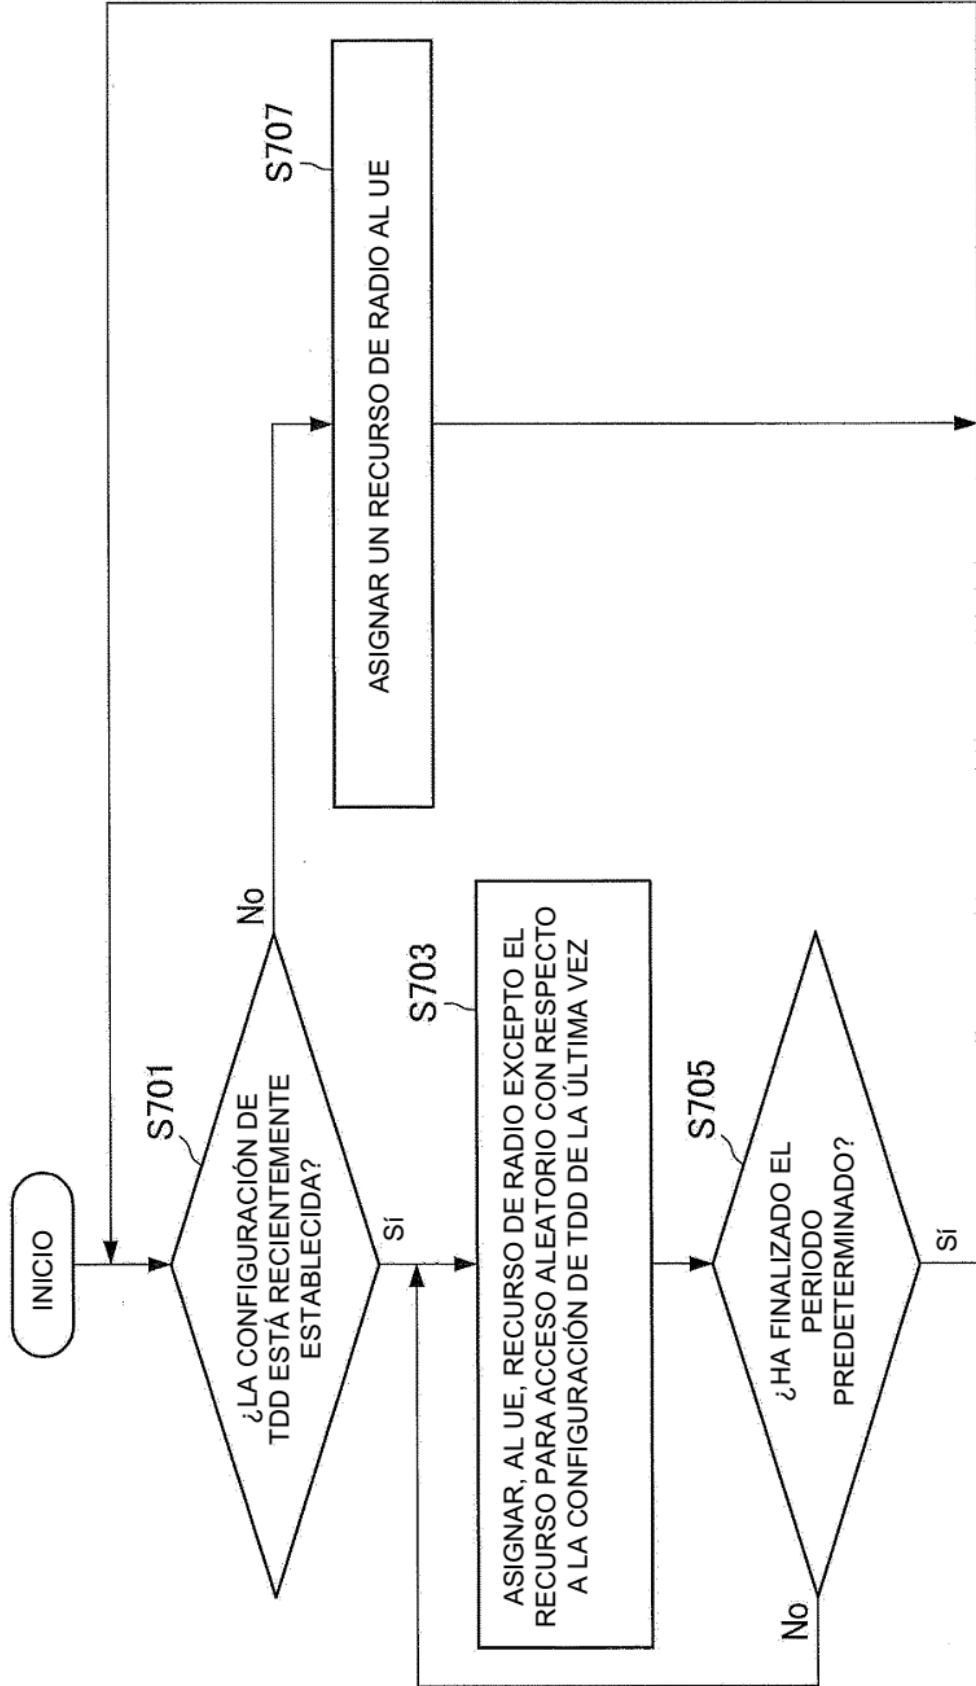 INICIO
S701
¿LA CONFIGURACIÓN DE
TDD ESTÁ RECIENTEMENTE
ESTABLECIDA?
No
Sí
S707
ASIGNAR UN RECURSO DE RADIO AL UE
S703
ASIGNAR, AL UE, RECURSO DE RADIO EXCEPTO EL
RECURSO PARA ACCESO ALEATORIO CON RESPECTO
A LA CONFIGURACIÓN DE TDD DE LA ÚLTIMA VEZ
S705
¿HA FINALIZADO EL
PERIODO
PREDETERMINADO?
No
Sí